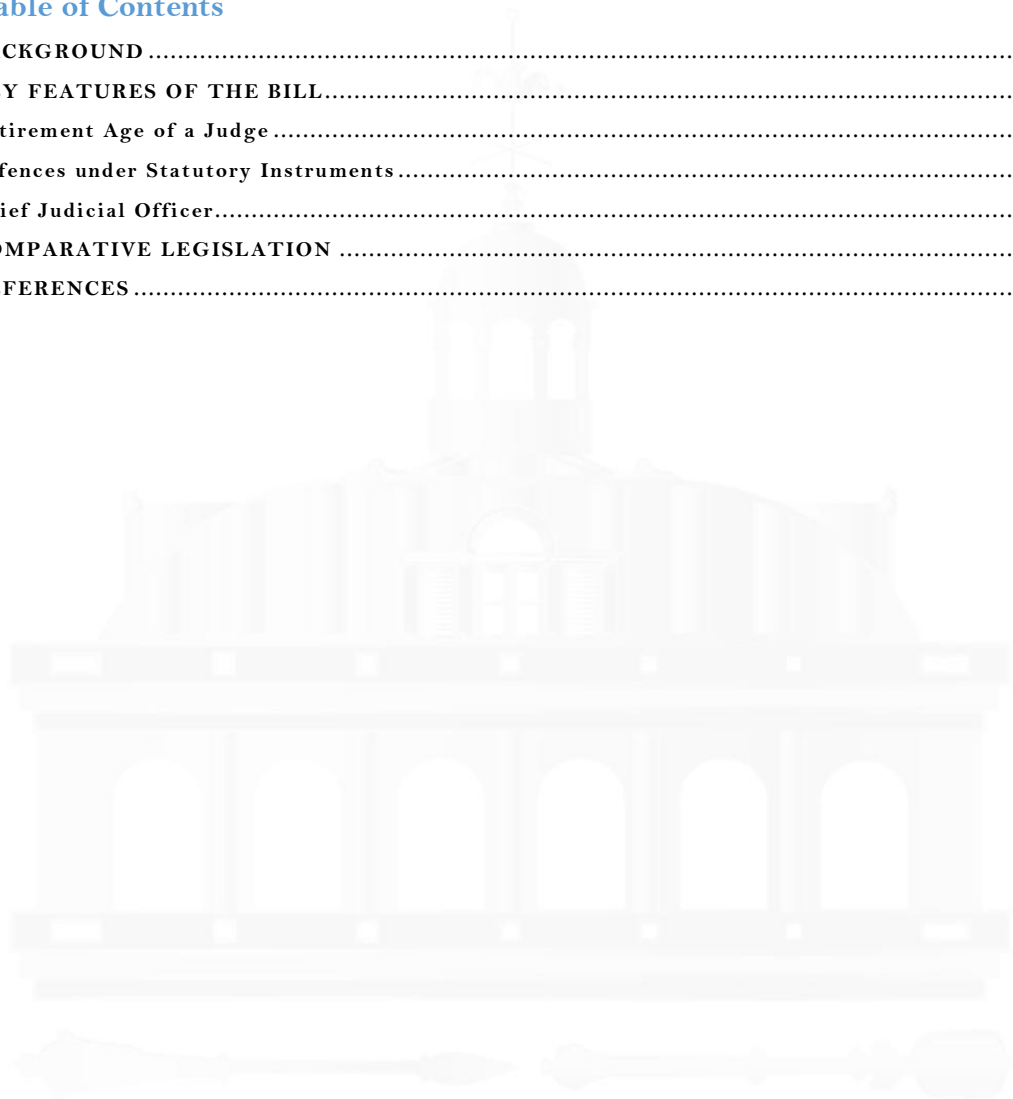 able of Contents
CKGROUND ................................................................................................................
Y FEATURES OF THE BILL................................................................................................
tirement Age of a Judge ................................................................................................
fences under Statutory Instruments ................................................................................
ief Judicial Officer................................................................................................
OMPARATIVE LEGISLATION ................................................................................................
FERENCES ................................................................................................................